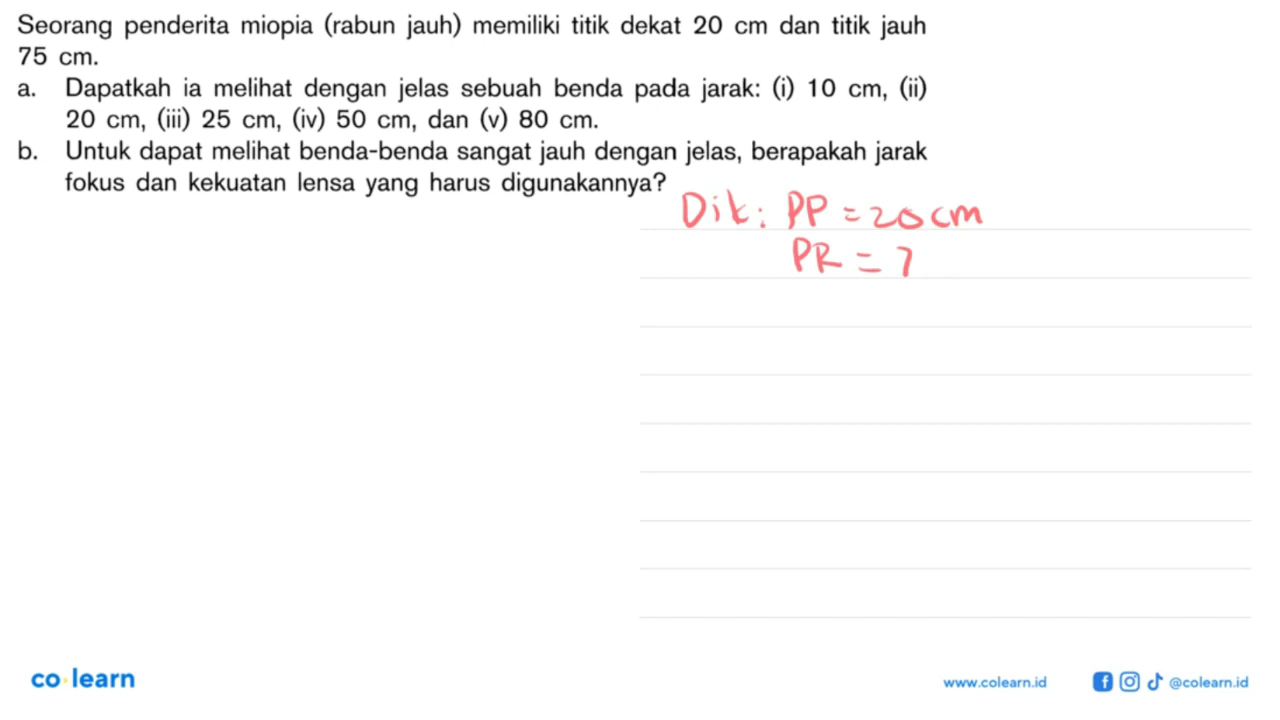 Seorang penderita miopia (rabun jauh) memiliki titik dekat 20 cm dan titik jauh
75 cm.
a. Dapatkah ia melihat dengan jelas sebuah benda pada jarak: (i) 10 cm, (ii)
20 cm, (iii) 25 cm, (iv) 50 cm, dan (v) 80 cm.
b. Untuk dapat melihat benda-benda sangat jauh dengan jelas, berapakah jarak
fokus dan kekuatan lensa yang harus digunakannya?
Dik: PP = 20 cm
PR = 7
co learn
www.colearn.id
@colearn.id